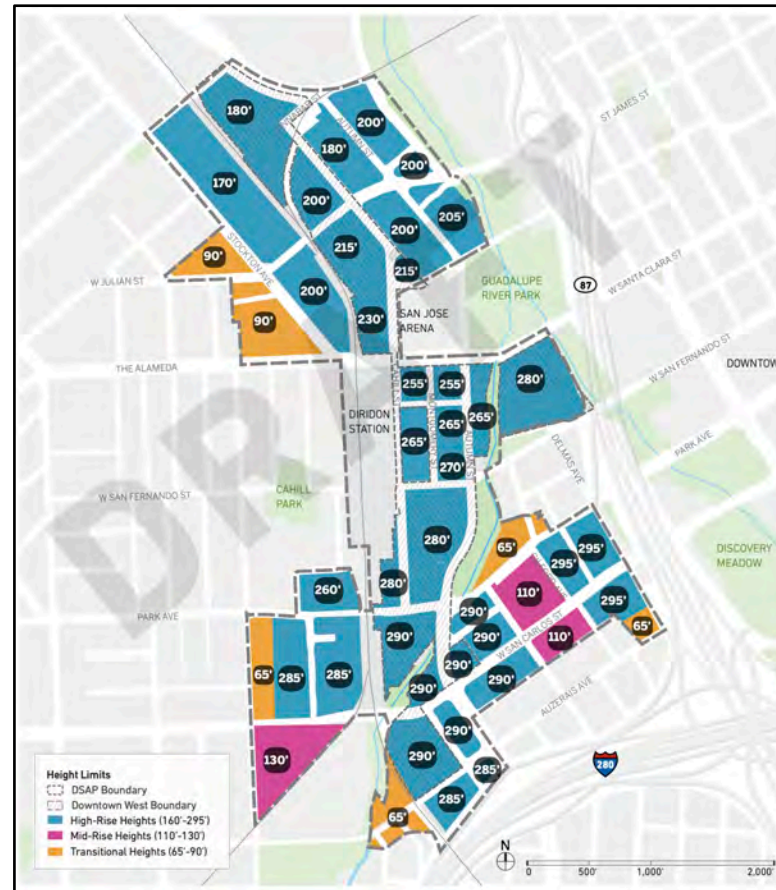 180'
200'
ST JAMES ST
AUTUMN ST
180'
200'
170'
200'
205'
200'
STOCKTON AVE
215'
215'
90'
W SANTA CLARA ST
W JULIAN ST
200'
GUADALUPE
RIVER PARK
87
90'
230'
SAN JOSE
ARENA
W SAN FERNANDO ST
THE ALAMEDA
DOWNTOW
255'
255'
280'
DIRIDON
STATION
265'
265'
265'
PARK AVE
DELMAS AVE
270'
CAHILL
PARK
W SAN FERNANDO ST
280'
65'
295'
295'
DISCOVERY
MEADOW
280'
110'
260'
290'
295'
PARK AVE
290'
290'
W SAN CARLOS ST
110'
65'
65'
285'
285'
290'
290'
290'
AUZERAIS AVE
290'
130'
290'
285'
280
285'
65'
Height Limits
DSAP Boundary
Downtown West Boundary
High-Rise Heights (160'-295')
Mid-Rise Heights (110'-130')
Transitional Heights (65'-90')
N
0 500' 1,000' 2,000'
DRAFT